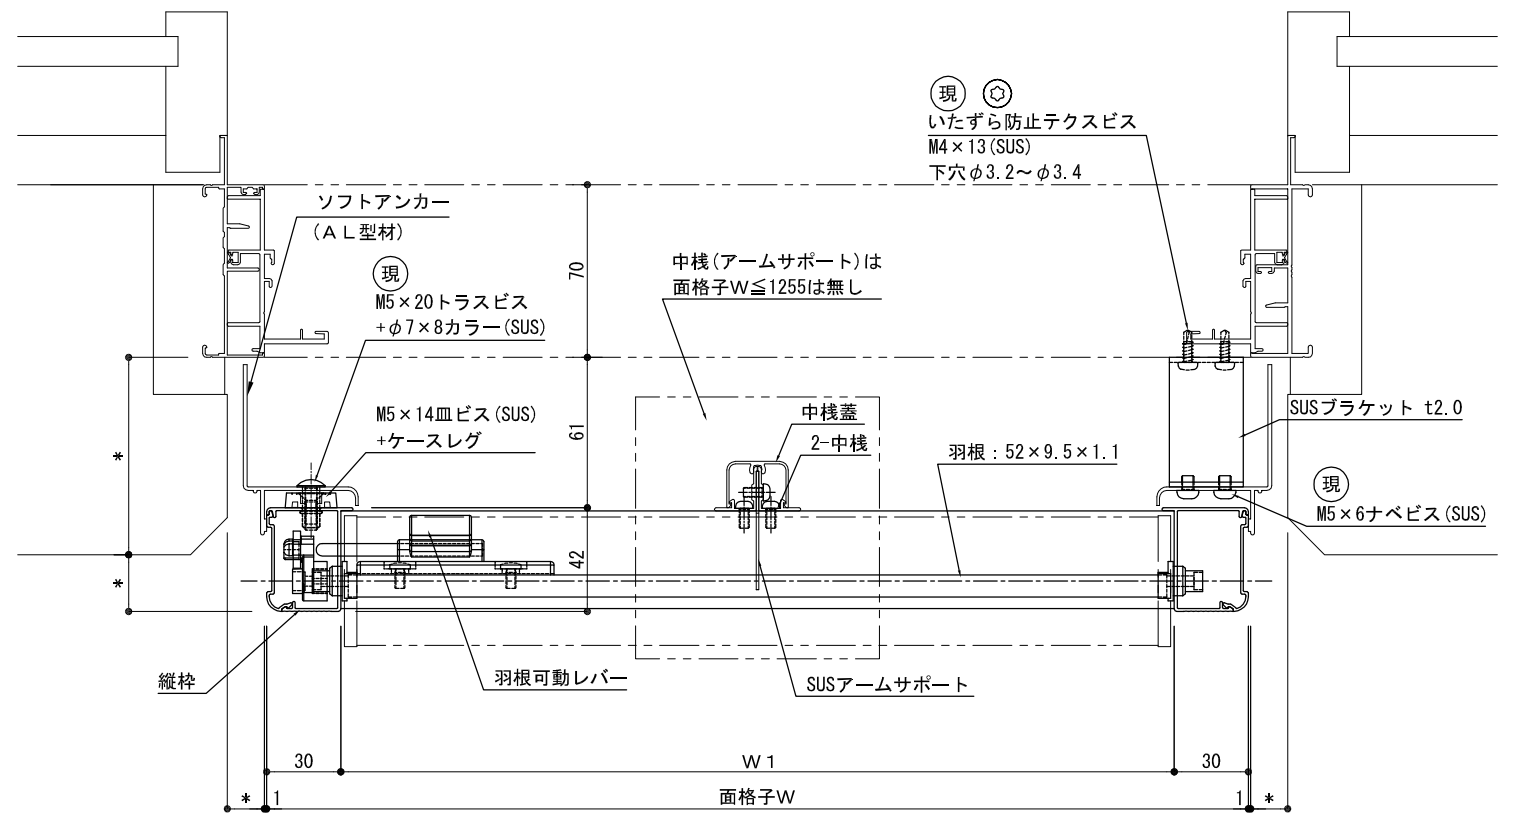 現
いたずら防止テクスビス
M4×13(SUS)
下穴φ3.2～φ3.4
ソフトアンカー
(ＡＬ型材)
現
M5×20トラスビス
+φ7×8カラー(SUS)
70
中桟(アームサポート)は
面格子W≦1255は無し
M5×14皿ビス(SUS)
+ケースレグ
61
中桟蓋
2-中桟
羽根：52×9.5×1.1
SUSブラケット t2.0
現
M5×6ナベビス(SUS)
*
*
42
縦枠
羽根可動レバー
SUSアームサポート
30
W1
30
*
1
面格子W
1
*